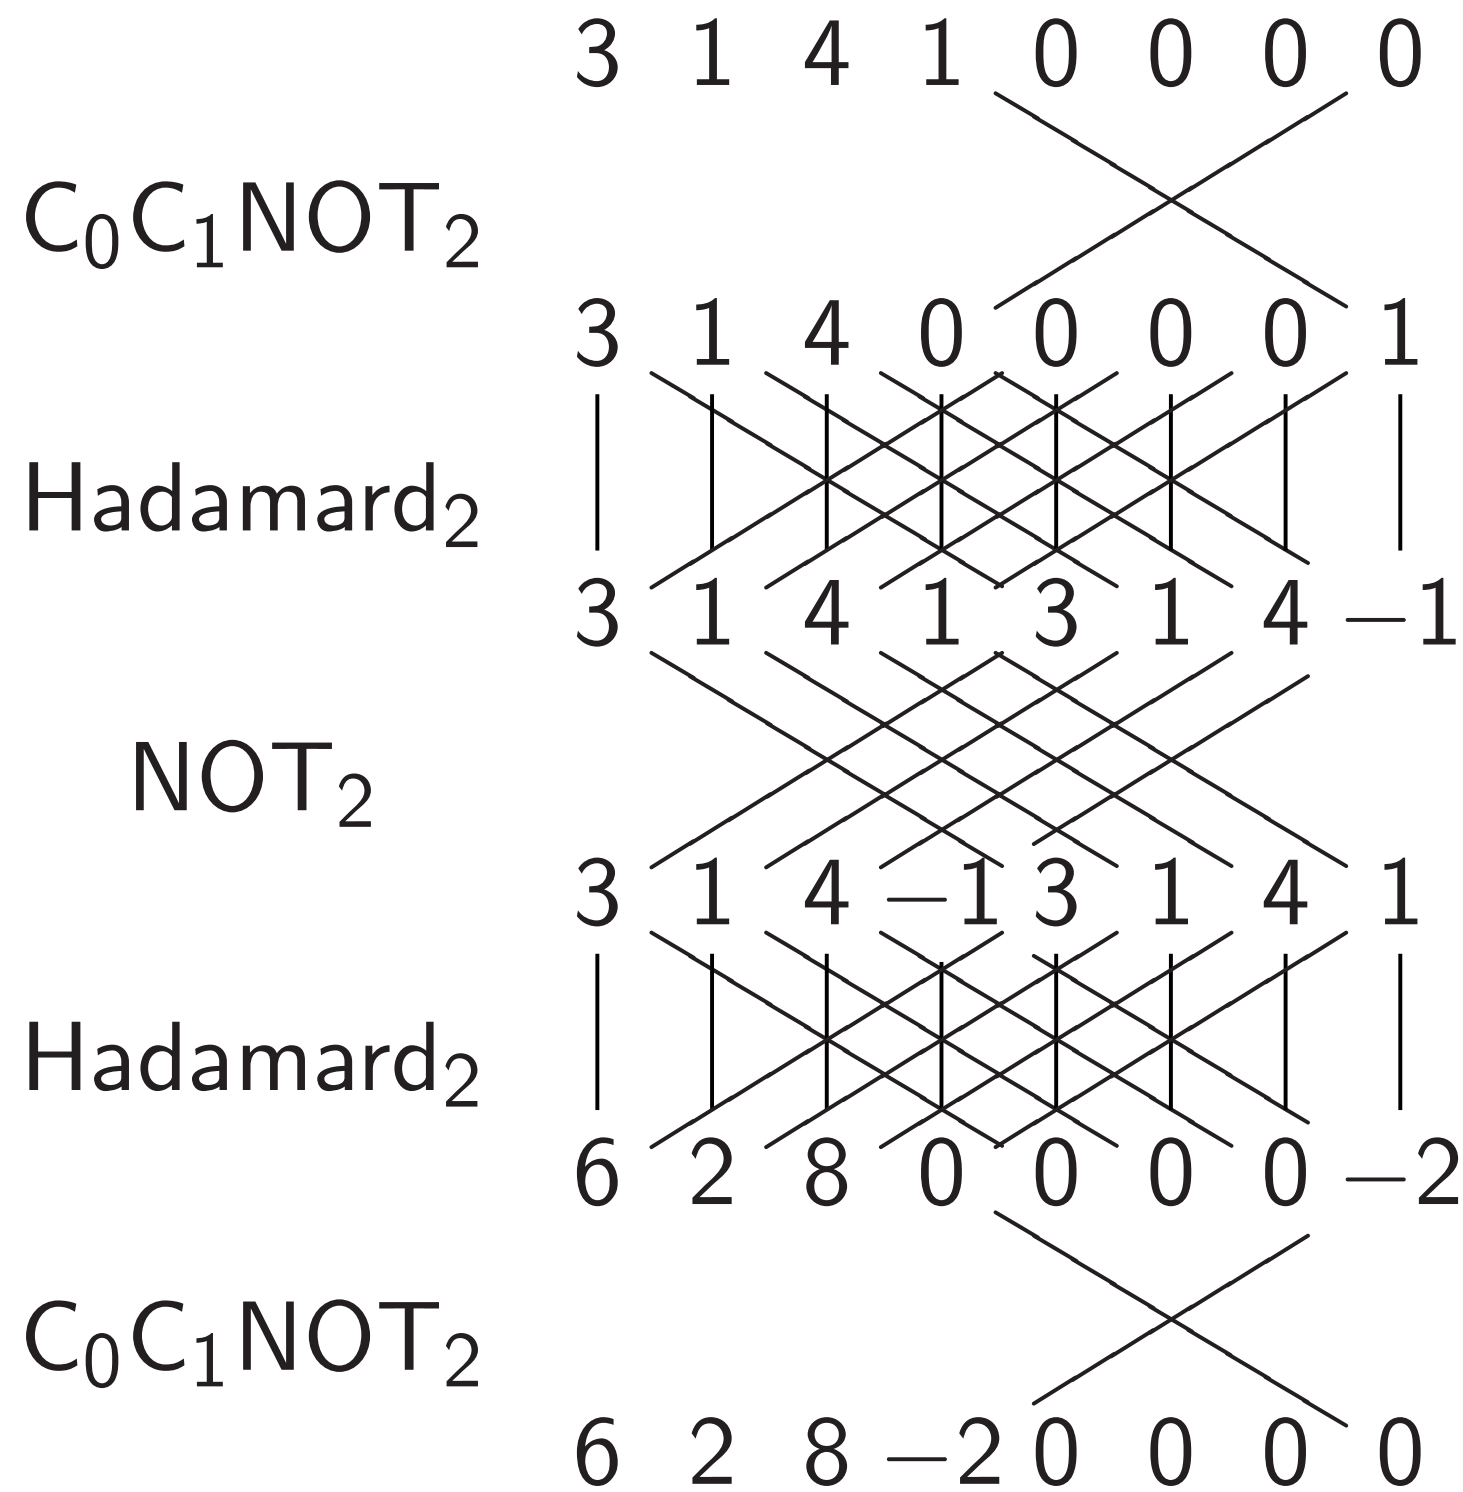 3 1 4 1 0 0 0 0
C₀C₁NOT₂
3 1 4 0 0 0 0 1
Hadamard₂
3 1 4 1 3 1 4 −1
NOT₂
3 1 4 −1 3 1 4 1
Hadamard₂
6 2 8 0 0 0 0 −2
C₀C₁NOT₂
6 2 8 −2 0 0 0 0